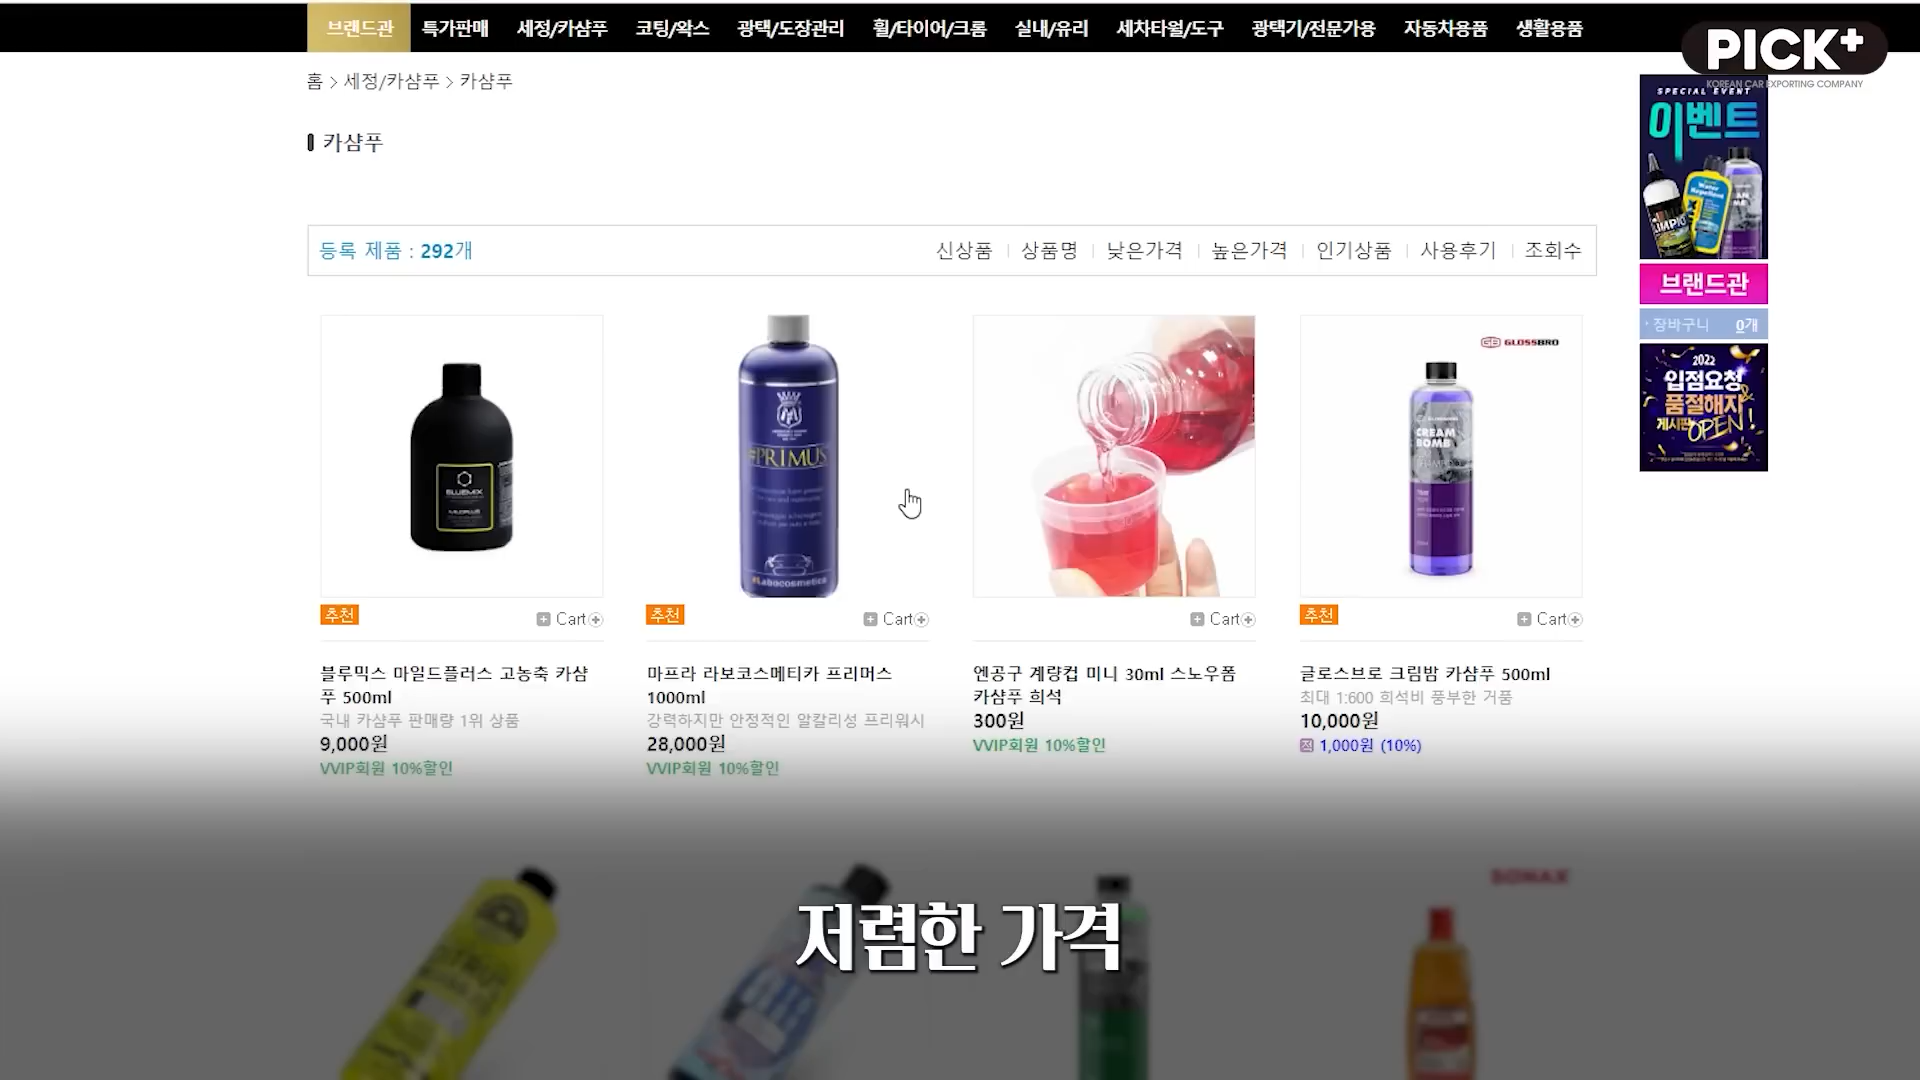 브랜드관 특가판매 세정/카샴푸 코팅/왁스 광택/도장관리 휠/타이어/크롬 실내/유리 세차타월/도구 광택기/전문가용 자동차용품 생활용품
PICK+
KOREAN CAR EXPORTING COMPANY
홈 > 세정/카샴푸 > 카샴푸
카샴푸
SPECIAL EVENT
이벤트
Water Repellent
브랜드관
장바구니 0개
2022
입점요청&
품절해지
게시판 OPEN!
등록 제품 : 292개
신상품 상품명 낮은가격 높은가격 인기상품 사용후기 조회수
BLUEMIX
MILDPLUS
#PRIMUS
#Labocosmetica
GB GLOSSBRO
CREAM
BOMB
SHAMPOO
추천 Cart
추천 Cart
Cart
추천 Cart
블루믹스 마일드플러스 고농축 카샴
푸 500ml
국내 카샴푸 판매량 1위 상품
9,000원
VVIP회원 10%할인
마프라 라보코스메티카 프리머스
1000ml
강력하지만 안정적인 알칼리성 프리워시
28,000원
VVIP회원 10%할인
엔공구 계량컵 미니 30ml 스노우폼
카샴푸 희석
300원
VVIP회원 10%할인
글로스브로 크림밤 카샴푸 500ml
최대 1:600 희석비 풍부한 거품
10,000원
적 1,000원 (10%)
SONAX
저렴한 가격